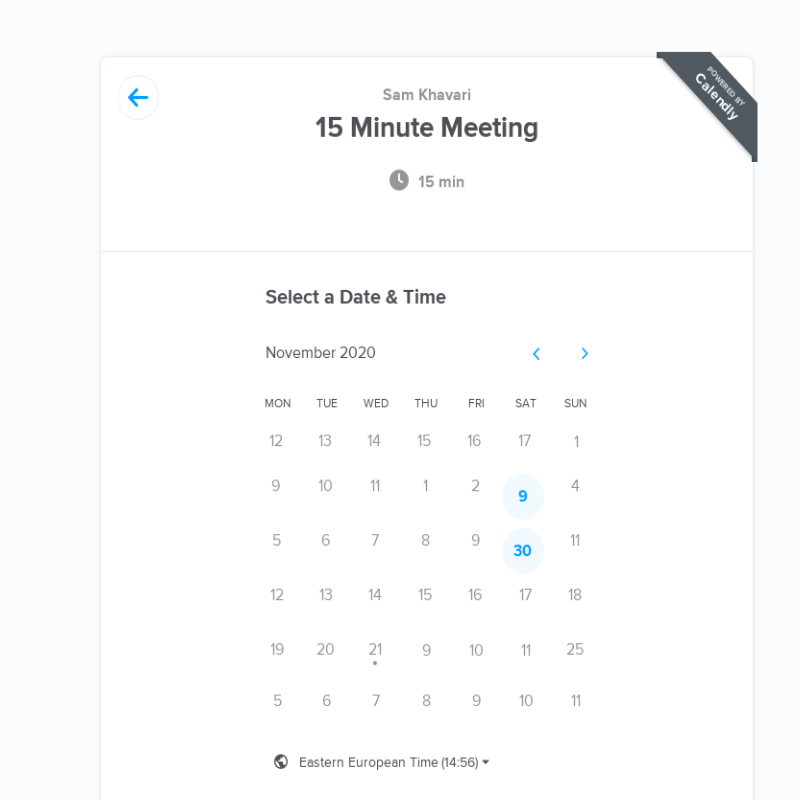 POWERED BY
Calendly
Sam Khavari
15 Minute Meeting
15 min
Select a Date & Time
November 2020
MON TUE WED THU FRI SAT SUN
12 13 14 15 16 17 1
9 10 11 1 2 9 4
5 6 7 8 9 30 11
12 13 14 15 16 17 18
19 20 21 9 10 11 25
5 6 7 8 9 10 11
Eastern European Time (14:56)